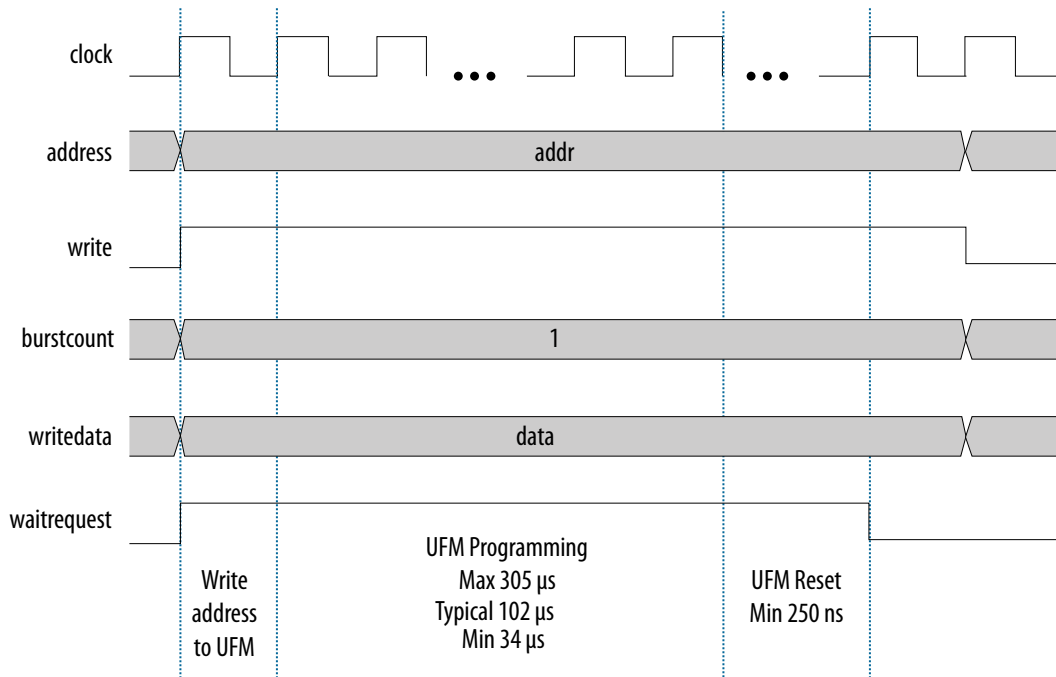 clock
address
addr
write
burstcount
1
writedata
data
waitrequest
Write
address
to UFM
UFM Programming
Max 305 µs
Typical 102 µs
Min 34 µs
UFM Reset
Min 250 ns